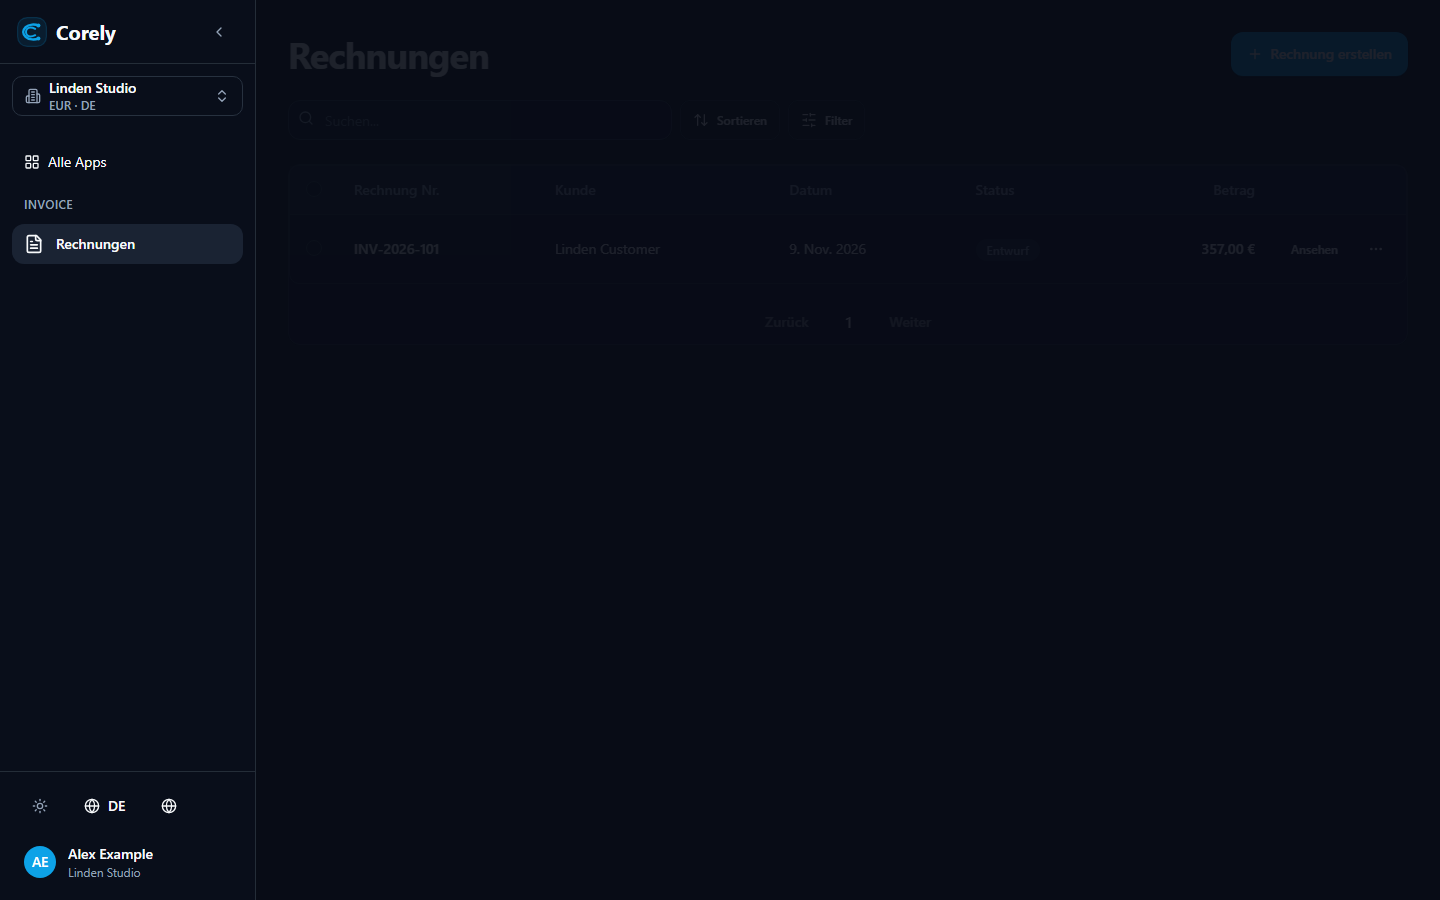 Corely
Linden Studio
EUR · DE
Alle Apps
INVOICE
Rechnungen
DE
AE
Alex Example
Linden Studio
Rechnungen
+ Rechnung erstellen
Suchen...
Sortieren
Filter
Rechnung Nr. Kunde Datum Status Betrag
INV-2026-101 Linden Customer 9. Nov. 2026 Entwurf 357,00 € Ansehen ...
Zurück 1 Weiter